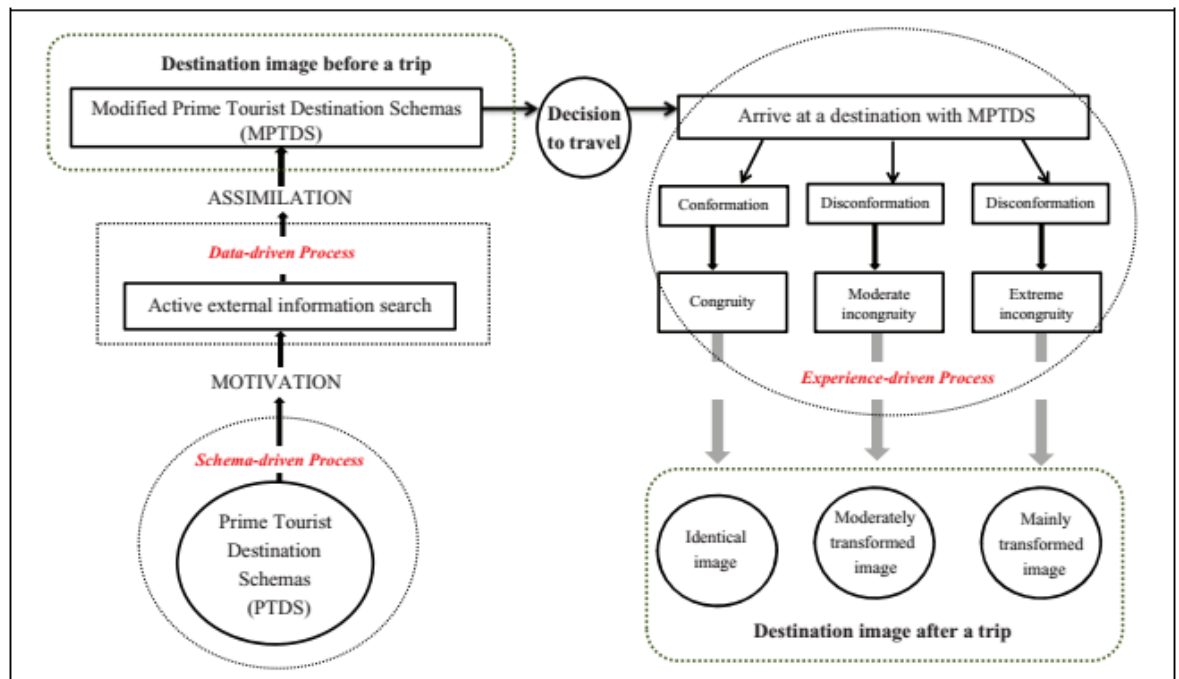 Destination image before a trip
Modified Prime Tourist Destination Schemas
(MPTDS)
Decision
to travel
Arrive at a destination with MPTDS
ASSIMILATION
Data-driven Process
Active external information search
MOTIVATION
Schema-driven Process
Prime Tourist
Destination
Schemas
(PTDS)
Conformation
Disconformation
Disconformation
Congruity
Moderate
incongruity
Extreme
incongruity
Experience-driven Process
Identical
image
Moderately
transformed
image
Mainly
transformed
image
Destination image after a trip